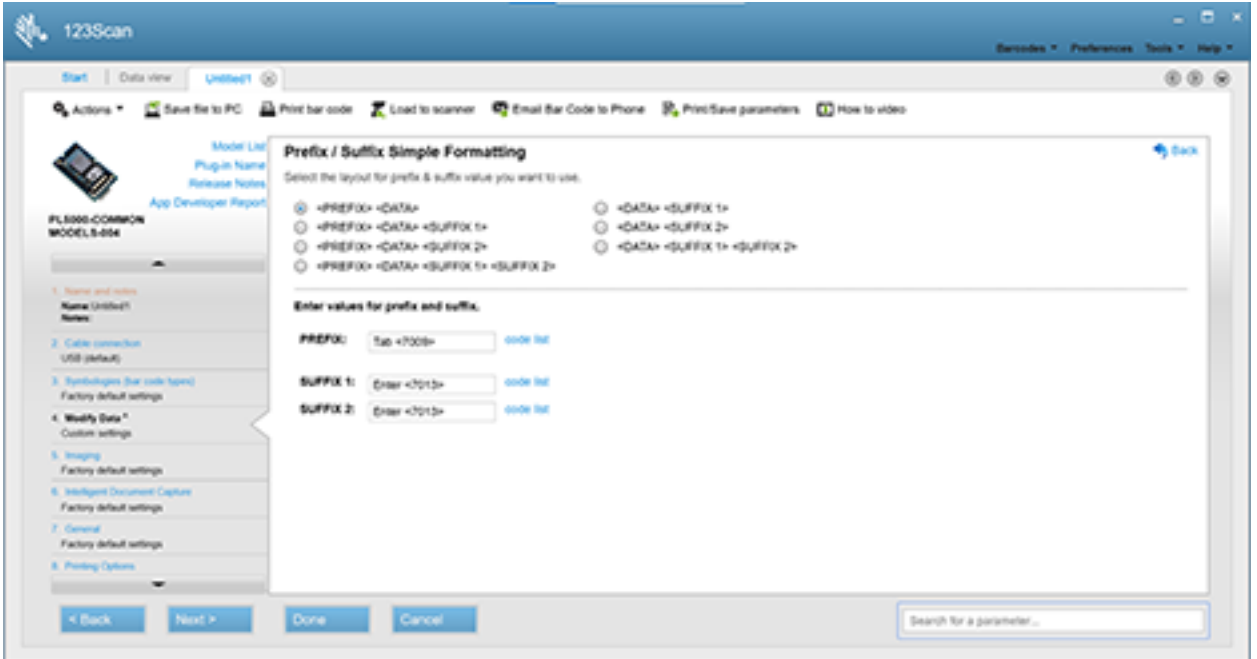 123Scan
Barcodes Preferences Tools Help
Start Data view Untitled1
Actions Save file to PC Print bar code Load to scanner Email Bar Code to Phone Print/Save parameters How to video
Model List
Plug-in Name
Release Notes
App Developer Report
PL5000-COMMON
MODELS-004
1. Name and notes
Name:Untitled1
Notes:
2. Cable connection
USB (default)
3. Symbologies (bar code types)
Factory default settings
4. Modify Data *
Custom settings
5. Imaging
Factory default settings
6. Intelligent Document Capture
Factory default settings
7. General
Factory default settings
8. Printing Options
Prefix / Suffix Simple Formatting
Back
Select the layout for prefix & suffix value you want to use.
<PREFIX> <DATA> <DATA> <SUFFIX 1>
<PREFIX> <DATA> <SUFFIX 1> <DATA> <SUFFIX 2>
<PREFIX> <DATA> <SUFFIX 2> <DATA> <SUFFIX 1> <SUFFIX 2>
<PREFIX> <DATA> <SUFFIX 1> <SUFFIX 2>
Enter values for prefix and suffix.
PREFIX: Tab <7009> code list
SUFFIX 1: Enter <7013> code list
SUFFIX 2: Enter <7013> code list
< Back Next > Done Cancel
Search for a parameter...